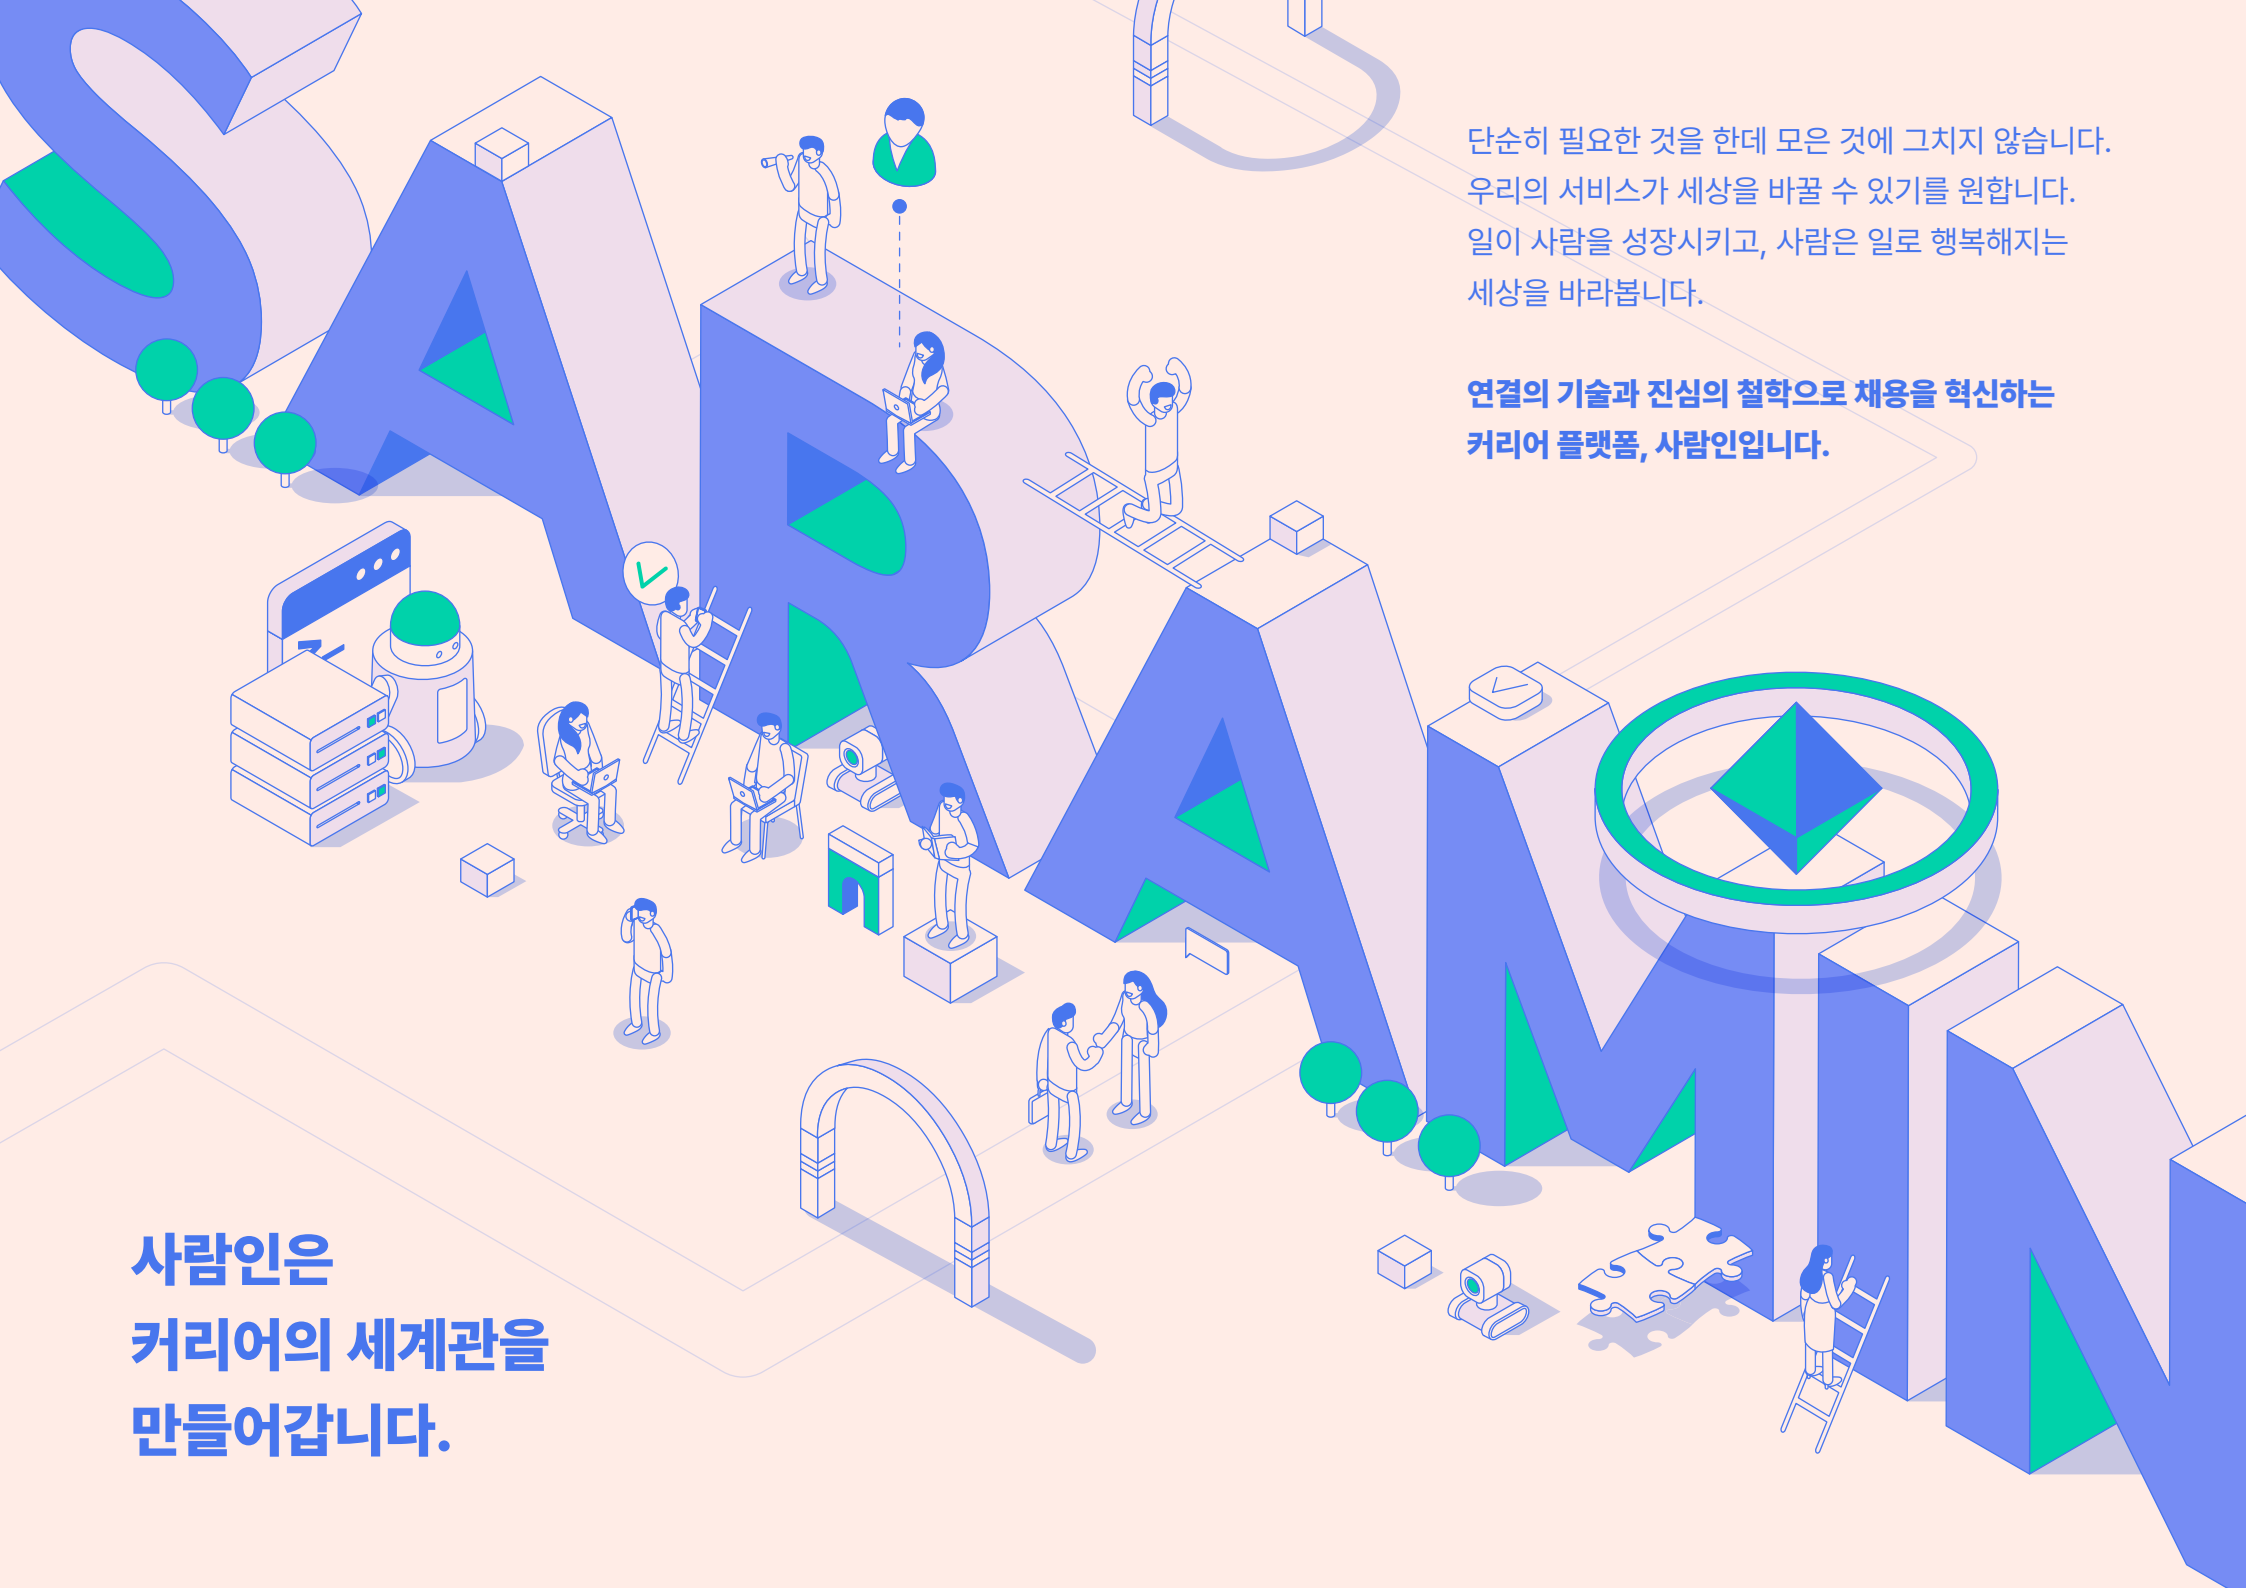 SARAMIN
단순히 필요한 것을 한데 모은 것에 그치지 않습니다.
우리의 서비스가 세상을 바꿀 수 있기를 원합니다.
일이 사람을 성장시키고, 사람은 일로 행복해지는
세상을 바라봅니다.
연결의 기술과 진심의 철학으로 채용을 혁신하는
커리어 플랫폼, 사람인입니다.
사람인은
커리어의 세계관을
만들어갑니다.